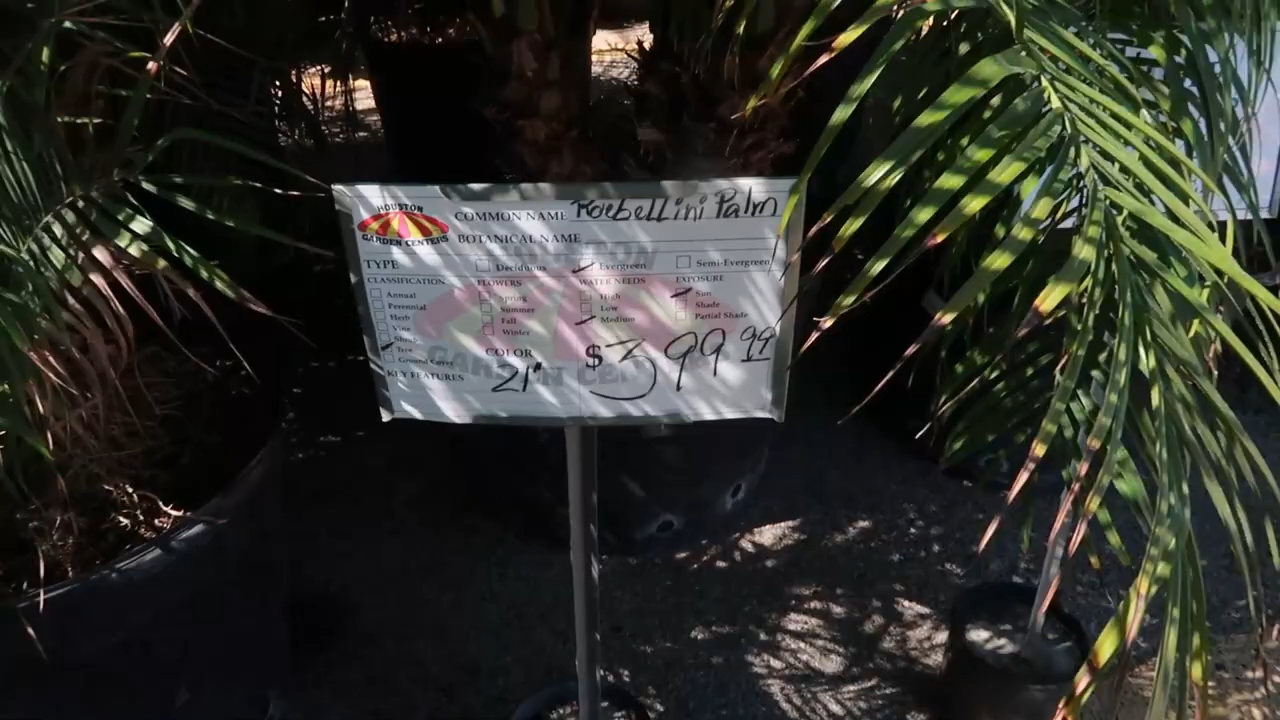 HOUSTON
GARDEN CENTERS
COMMON NAME Roebellini Palm
BOTANICAL NAME
TYPE Deciduous Evergreen Semi-Evergreen
CLASSIFICATION FLOWERS WATER NEEDS EXPOSURE
Annual Spring High Sun
Perennial Summer Low Shade
Herb Fall Medium Partial Shade
Vine Winter
Shrub
Tree
Ground Cover
COLOR
KEY FEATURES 21" $399 99